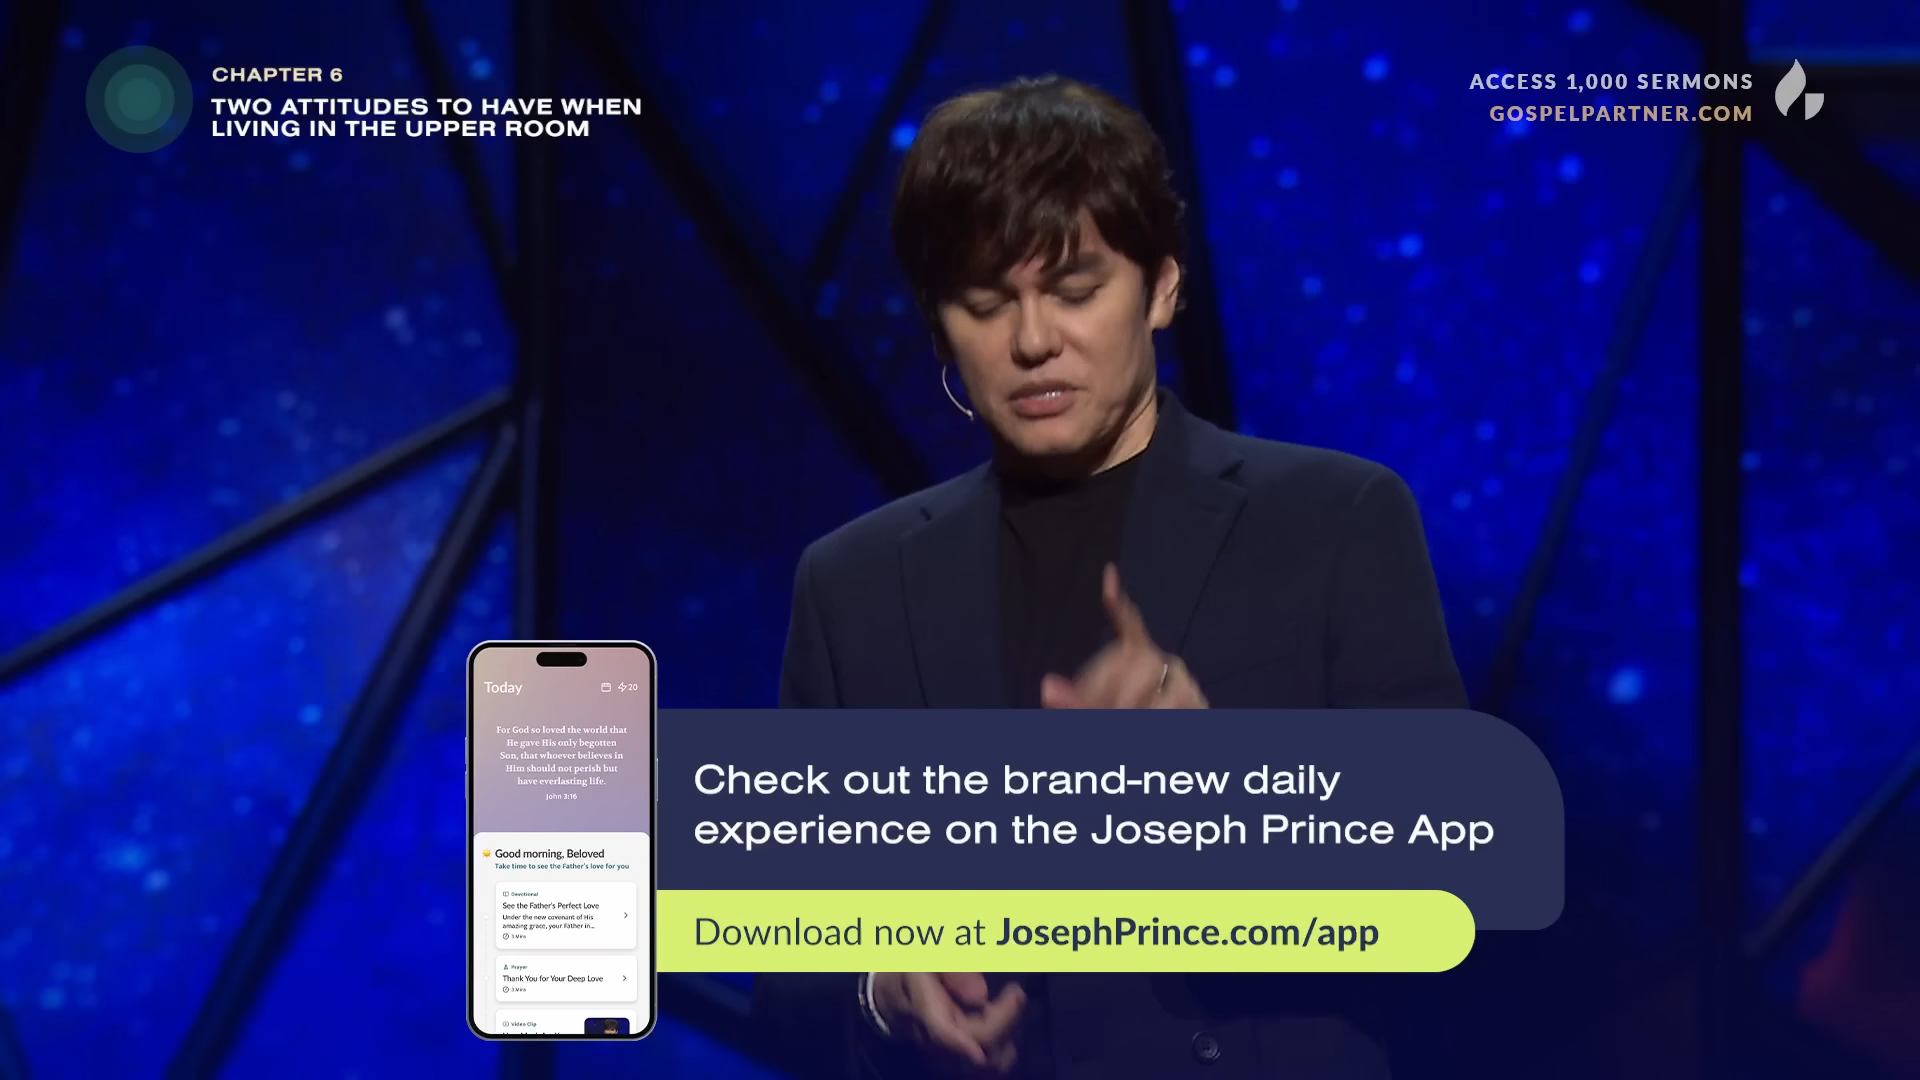 CHAPTER 6
TWO ATTITUDES TO HAVE WHEN
LIVING IN THE UPPER ROOM
ACCESS 1,000 SERMONS
GOSPELPARTNER.COM
Today
20
For God so loved the world that
He gave His only begotten
Son, that whoever believes in
Him should not perish but
have everlasting life.
John 3:16
Good morning, Beloved
Take time to see the Father's love for you
Devotional
See the Father's Perfect Love
Under the new covenant of His
amazing grace, your Father in...
3 Mins
Prayer
Thank You for Your Deep Love
3 Mins
Video Clip
Check out the brand-new daily
experience on the Joseph Prince App
Download now at JosephPrince.com/app